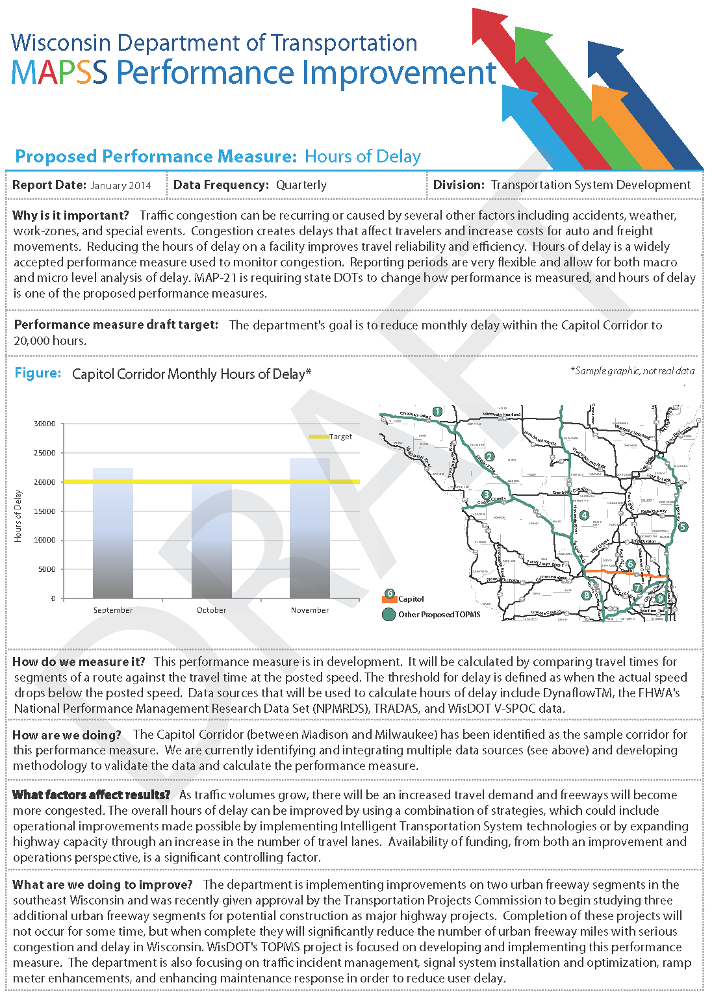 Wisconsin Department of Transportation
MAPSS Performance Improvement
Proposed Performance Measure: Hours of Delay
Report Date: January 2014
Data Frequency: Quarterly
Division: Transportation System Development
Why is it important? Traffic congestion can be recurring or caused by several other factors including accidents, weather,
work-zones, and special events. Congestion creates delays that affect travelers and increase costs for auto and freight
movements. Reducing the hours of delay on a facility improves travel reliability and efficiency. Hours of delay is a widely
accepted performance measure used to monitor congestion. Reporting periods are very flexible and allow for both macro
and micro level analysis of delay. MAP-21 is requiring state DOTs to change how performance is measured, and hours of delay
is one of the proposed performance measures.
Performance measure draft target: The department's goal is to reduce monthly delay within the Capitol Corridor to
20,000 hours.
Figure: Capitol Corridor Monthly Hours of Delay*
*Sample graphic, not real data
30000
25000
20000
15000
10000
5000
0
Hours of Delay
Target
September
October
November
1
Chippewa Valley
Wisconsin Heartland
2
3
Coulee Country
Cranberry Country
4
Wisconsin River
5
6
Capitol
7
8
9
Frank Lloyd Wright
Cheese Country
Southern Tier
Kettle Country
Wild Goose
Fox Valley
6
Capitol
Other Proposed TOPMS
How do we measure it? This performance measure is in development. It will be calculated by comparing travel times for
segments of a route against the travel time at the posted speed. The threshold for delay is defined as when the actual speed
drops below the posted speed. Data sources that will be used to calculate hours of delay include DynaflowTM, the FHWA's
National Performance Management Research Data Set (NPMRDS), TRADAS, and WisDOT V-SPOC data.
How are we doing? The Capitol Corridor (between Madison and Milwaukee) has been identified as the sample corridor for
this performance measure. We are currently identifying and integrating multiple data sources (see above) and developing
methodology to validate the data and calculate the performance measure.
What factors affect results? As traffic volumes grow, there will be an increased travel demand and freeways will become
more congested. The overall hours of delay can be improved by using a combination of strategies, which could include
operational improvements made possible by implementing Intelligent Transportation System technologies or by expanding
highway capacity through an increase in the number of travel lanes. Availability of funding, from both an improvement and
operations perspective, is a significant controlling factor.
What are we doing to improve? The department is implementing improvements on two urban freeway segments in the
southeast Wisconsin and was recently given approval by the Transportation Projects Commission to begin studying three
additional urban freeway segments for potential construction as major highway projects. Completion of these projects will
not occur for some time, but when complete they will significantly reduce the number of urban freeway miles with serious
congestion and delay in Wisconsin. WisDOT's TOPMS project is focused on developing and implementing this performance
measure. The department is also focusing on traffic incident management, signal system installation and optimization, ramp
meter enhancements, and enhancing maintenance response in order to reduce user delay.
DRAFT